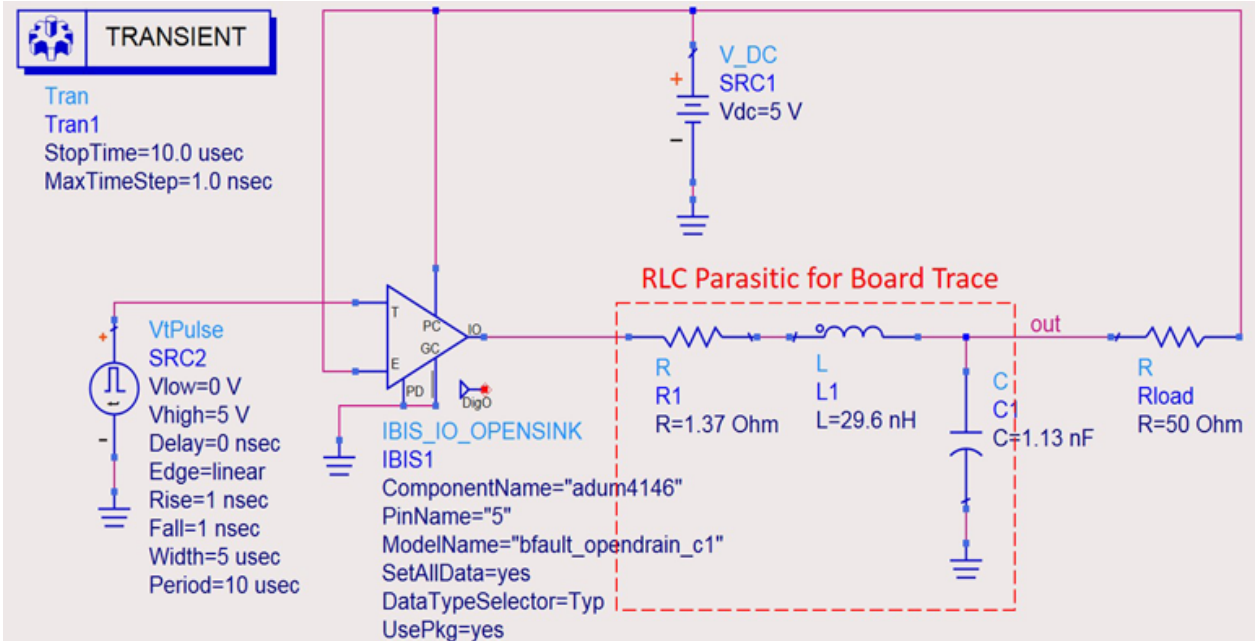 TRANSIENT
Tran
Tran1
StopTime=10.0 usec
MaxTimeStep=1.0 nsec
V_DC
SRC1
Vdc=5 V
+
-
RLC Parasitic for Board Trace
VtPulse
SRC2
Vlow=0 V
Vhigh=5 V
Delay=0 nsec
Edge=linear
Rise=1 nsec
Fall=1 nsec
Width=5 usec
Period=10 usec
+
-
T
E
PC
GC
PD
IO
DigO
IBIS_IO_OPENSINK
IBIS1
ComponentName="adum4146"
PinName="5"
ModelName="bfault_opendrain_c1"
SetAllData=yes
DataTypeSelector=Typ
UsePkg=yes
R
R1
R=1.37 Ohm
L
L1
L=29.6 nH
C
C1
C=1.13 nF
out
R
Rload
R=50 Ohm